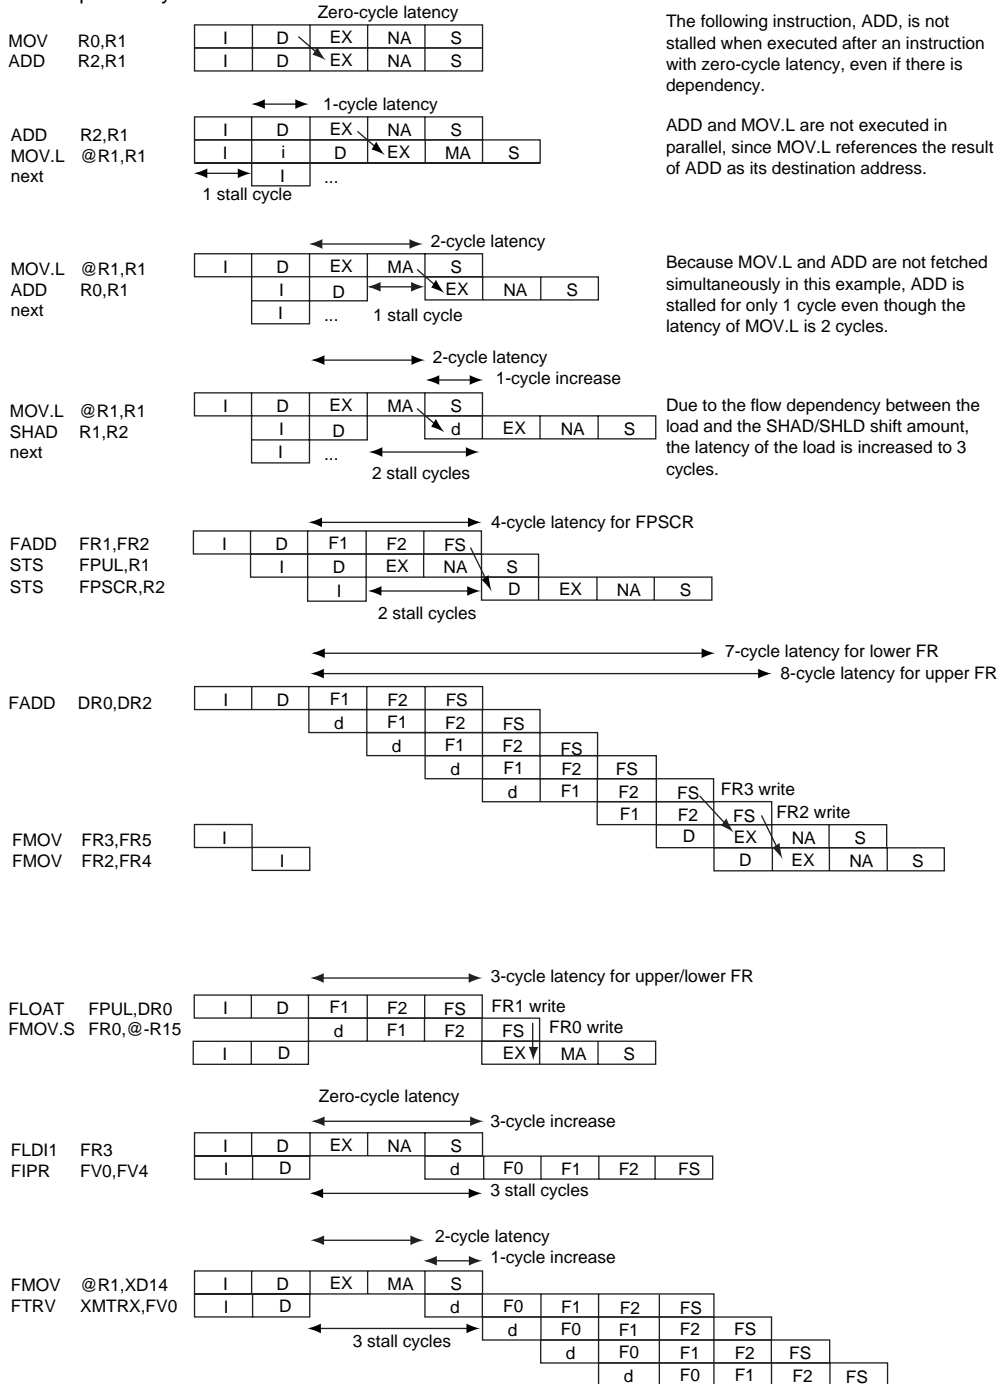 Zero-cycle latency
MOV R0,R1 I D EX NA S
ADD R2,R1 I D EX NA S
The following instruction, ADD, is not
stalled when executed after an instruction
with zero-cycle latency, even if there is
dependency.
1-cycle latency
ADD R2,R1 I D EX NA S
MOV.L @R1,R1 I i D EX MA S
next I ...
1 stall cycle
ADD and MOV.L are not executed in
parallel, since MOV.L references the result
of ADD as its destination address.
2-cycle latency
MOV.L @R1,R1 I D EX MA S
ADD R0,R1 I D EX NA S
next I ... 1 stall cycle
Because MOV.L and ADD are not fetched
simultaneously in this example, ADD is
stalled for only 1 cycle even though the
latency of MOV.L is 2 cycles.
2-cycle latency
1-cycle increase
MOV.L @R1,R1 I D EX MA S
SHAD R1,R2 I D d EX NA S
next I ...
2 stall cycles
Due to the flow dependency between the
load and the SHAD/SHLD shift amount,
the latency of the load is increased to 3
cycles.
4-cycle latency for FPSCR
FADD FR1,FR2 I D F1 F2 FS
STS FPUL,R1 I D EX NA S
STS FPSCR,R2 I D EX NA S
2 stall cycles
7-cycle latency for lower FR
8-cycle latency for upper FR
FADD DR0,DR2 I D F1 F2 FS
d F1 F2 FS
d F1 F2 FS
d F1 F2 FS
d F1 F2 FS FR3 write
F1 F2 FS FR2 write
FMOV FR3,FR5 I D EX NA S
FMOV FR2,FR4 I D EX NA S
3-cycle latency for upper/lower FR
FLOAT FPUL,DR0 I D F1 F2 FS FR1 write
FMOV.S FR0,@-R15 d F1 F2 FS FR0 write
I D EX MA S
Zero-cycle latency
3-cycle increase
FLDI1 FR3 I D EX NA S
FIPR FV0,FV4 I D d F0 F1 F2 FS
3 stall cycles
2-cycle latency
1-cycle increase
FMOV @R1,XD14 I D EX MA S
FTRV XMTRX,FV0 I D d F0 F1 F2 FS
3 stall cycles d F0 F1 F2 FS
d F0 F1 F2 FS
d F0 F1 F2 FS